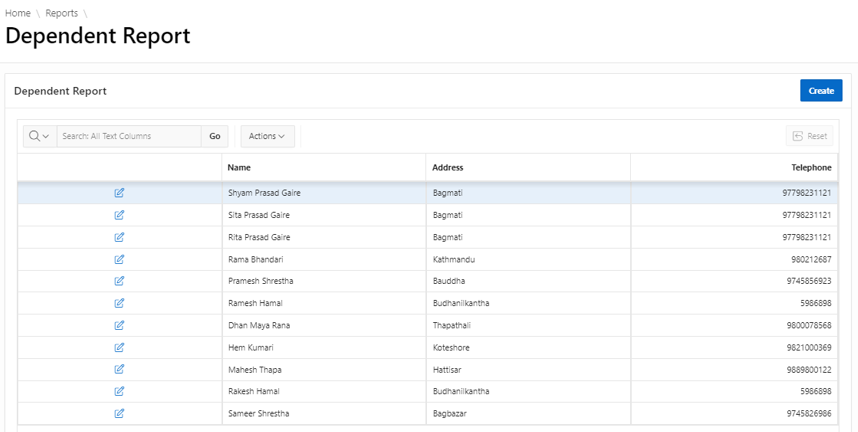 Home \ Reports \
Dependent Report
Dependent Report Create
Search: All Text Columns Go Actions Reset
Name Address Telephone
Shyam Prasad Gaire Bagmati 97798231121
Sita Prasad Gaire Bagmati 97798231121
Rita Prasad Gaire Bagmati 97798231121
Rama Bhandari Kathmandu 980212687
Pramesh Shrestha Bauddha 9745856923
Ramesh Hamal Budhanilkantha 5986898
Dhan Maya Rana Thapathali 9800078568
Hem Kumari Koteshore 9821000369
Mahesh Thapa Hattisar 9889800122
Rakesh Hamal Budhanilkantha 5986898
Sameer Shrestha Bagbazar 9745826986